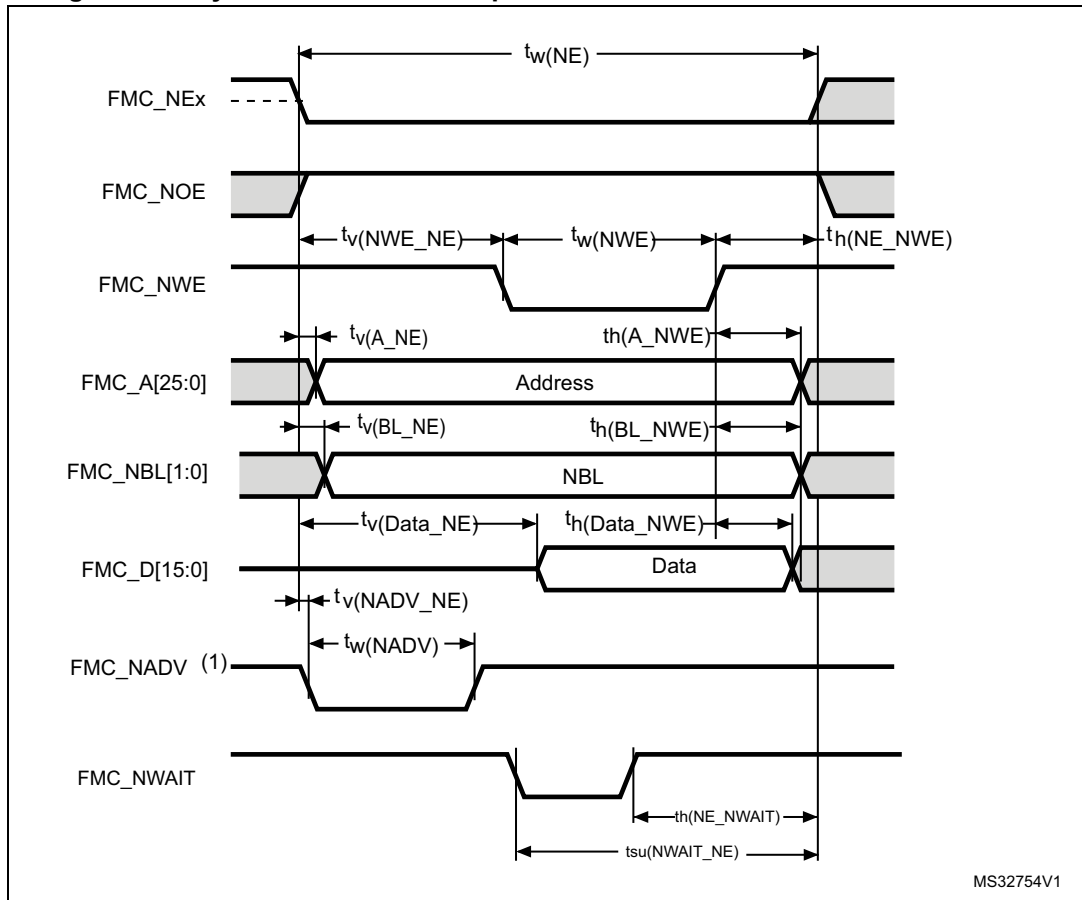 tw(NE)
FMC_NEx
FMC_NOE
tv(NWE_NE) tw(NWE) th(NE_NWE)
FMC_NWE
tv(A_NE) th(A_NWE)
FMC_A[25:0] Address
tv(BL_NE) th(BL_NWE)
FMC_NBL[1:0] NBL
tv(Data_NE) th(Data_NWE)
FMC_D[15:0] Data
tv(NADV_NE)
tw(NADV)
FMC_NADV (1)
FMC_NWAIT
th(NE_NWAIT)
tsu(NWAIT_NE)
MS32754V1